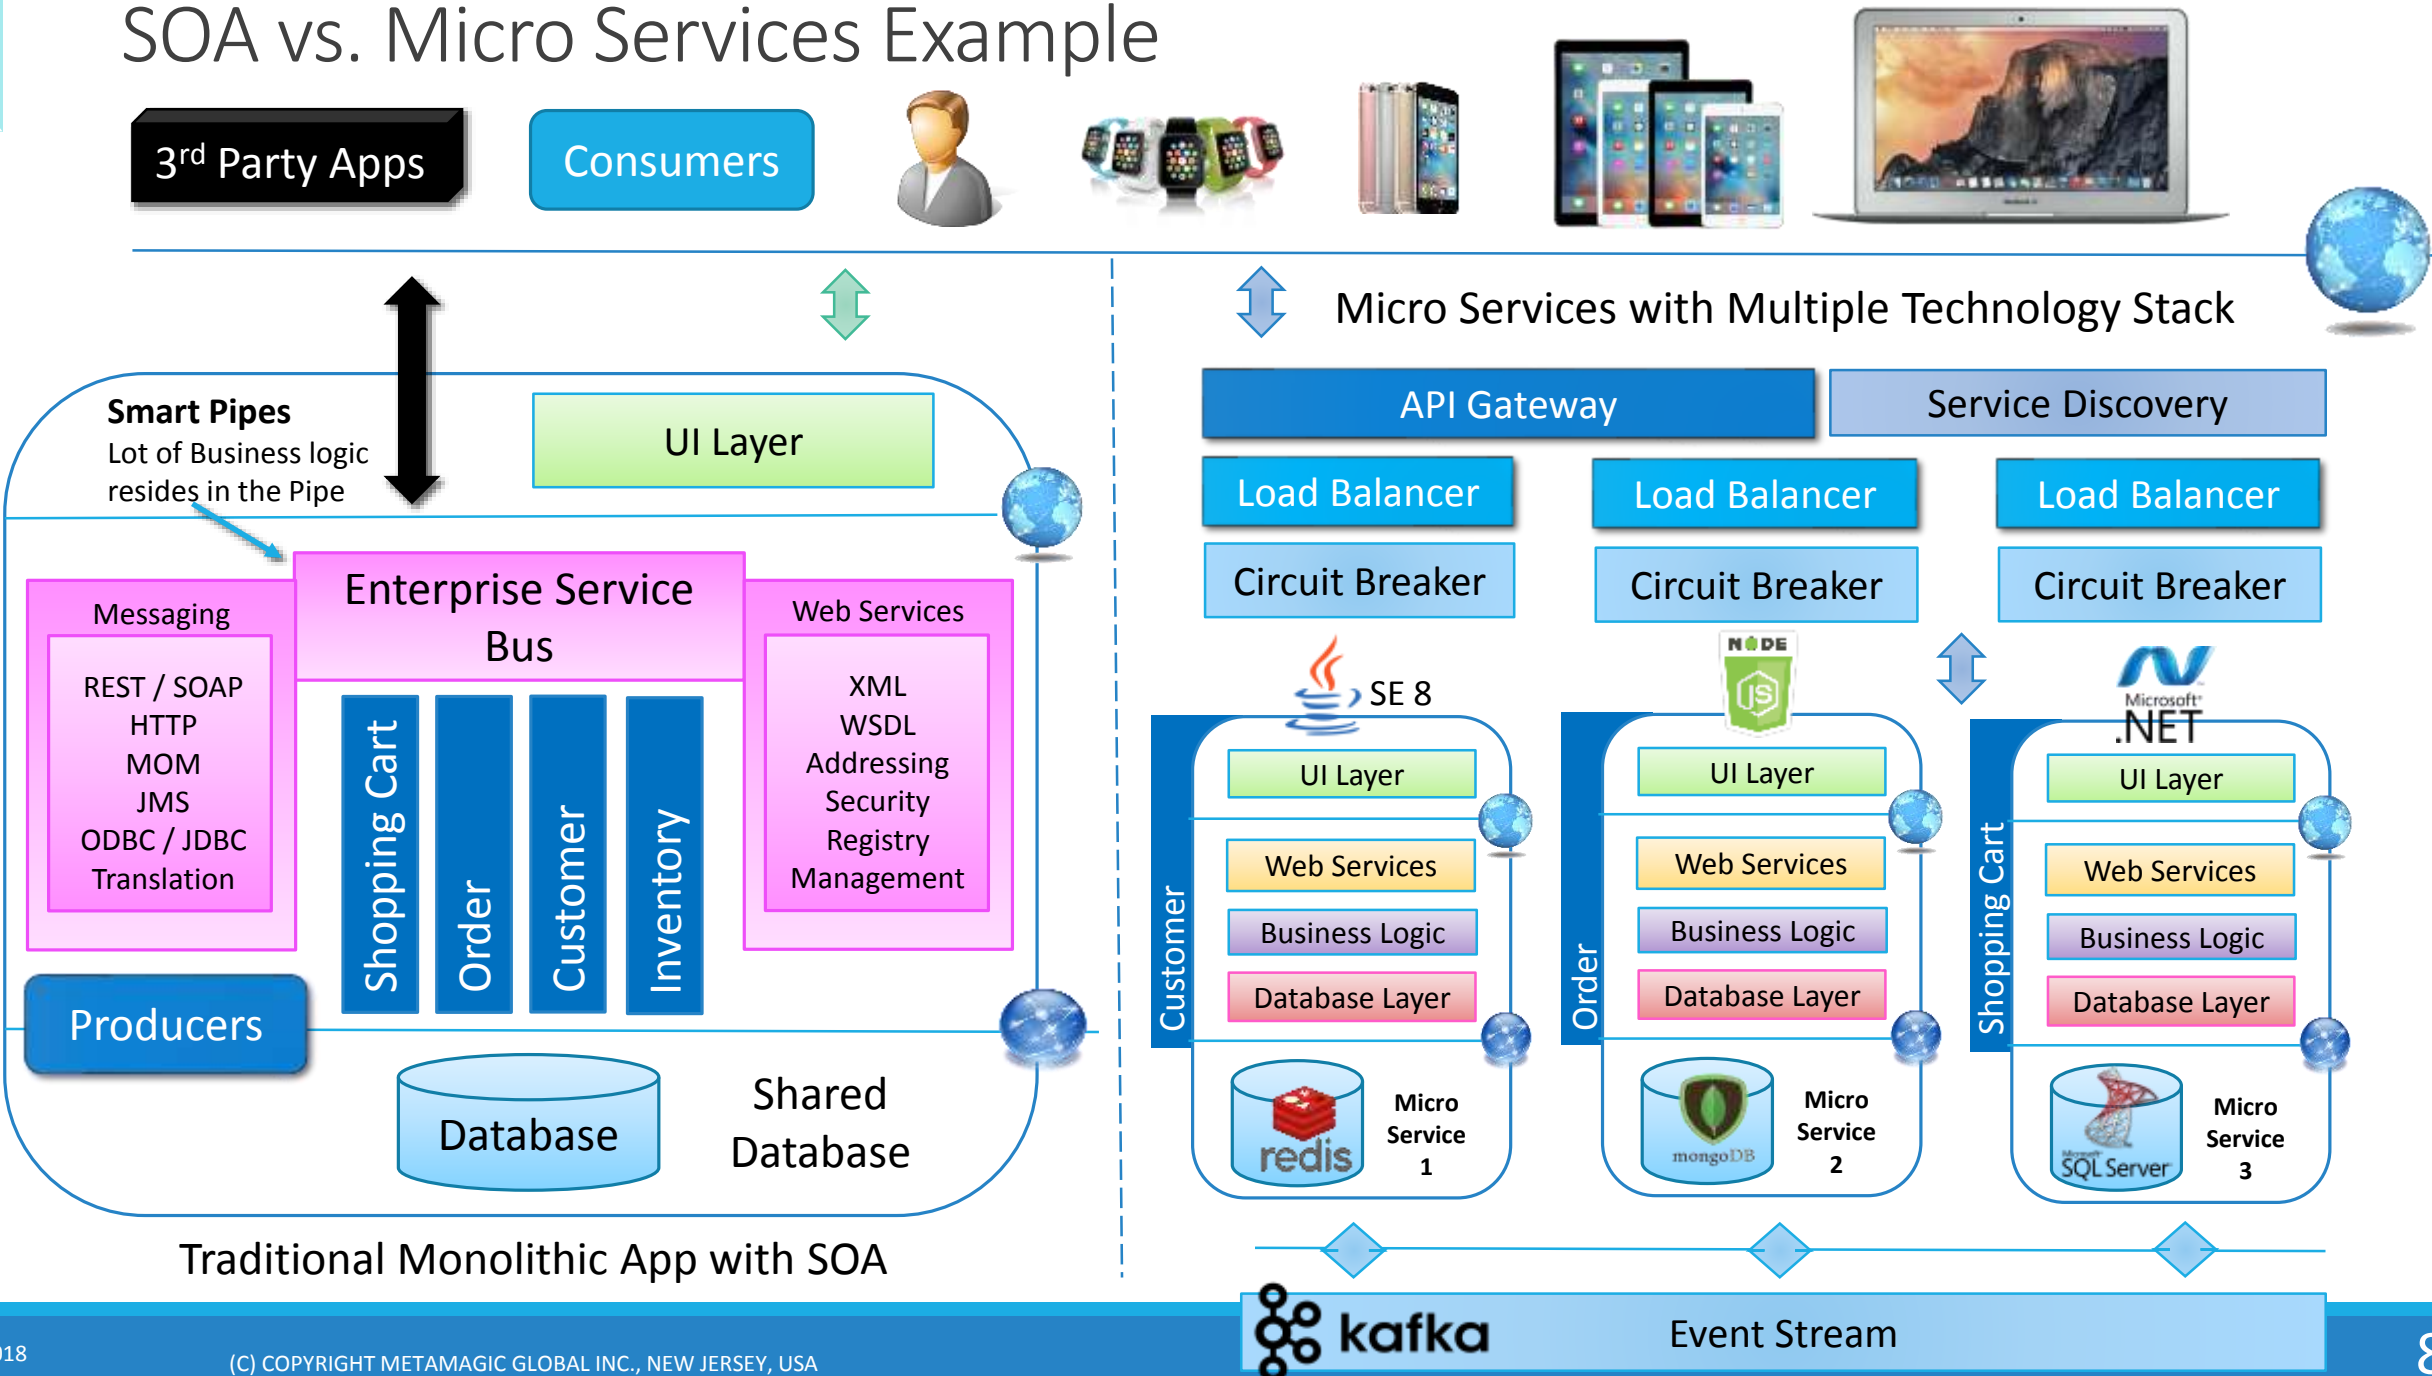 SOA vs. Micro Services Example
3rd Party Apps
Consumers
Micro Services with Multiple Technology Stack
Smart Pipes
Lot of Business logic
resides in the Pipe
UI Layer
Enterprise Service
Bus
Messaging
REST / SOAP
HTTP
MOM
JMS
ODBC / JDBC
Translation
Web Services
XML
WSDL
Addressing
Security
Registry
Management
Shopping Cart
Order
Customer
Inventory
Producers
Database
Shared
Database
Traditional Monolithic App with SOA
API Gateway
Service Discovery
Load Balancer
Load Balancer
Load Balancer
Circuit Breaker
Circuit Breaker
Circuit Breaker
SE 8
Customer
UI Layer
Web Services
Business Logic
Database Layer
redis
Micro
Service
1
NODE
JS
Order
UI Layer
Web Services
Business Logic
Database Layer
mongoDB
Micro
Service
2
Microsoft
.NET
Shopping Cart
UI Layer
Web Services
Business Logic
Database Layer
Microsoft
SQL Server
Micro
Service
3
kafka
Event Stream
018
(C) COPYRIGHT METAMAGIC GLOBAL INC., NEW JERSEY, USA
8